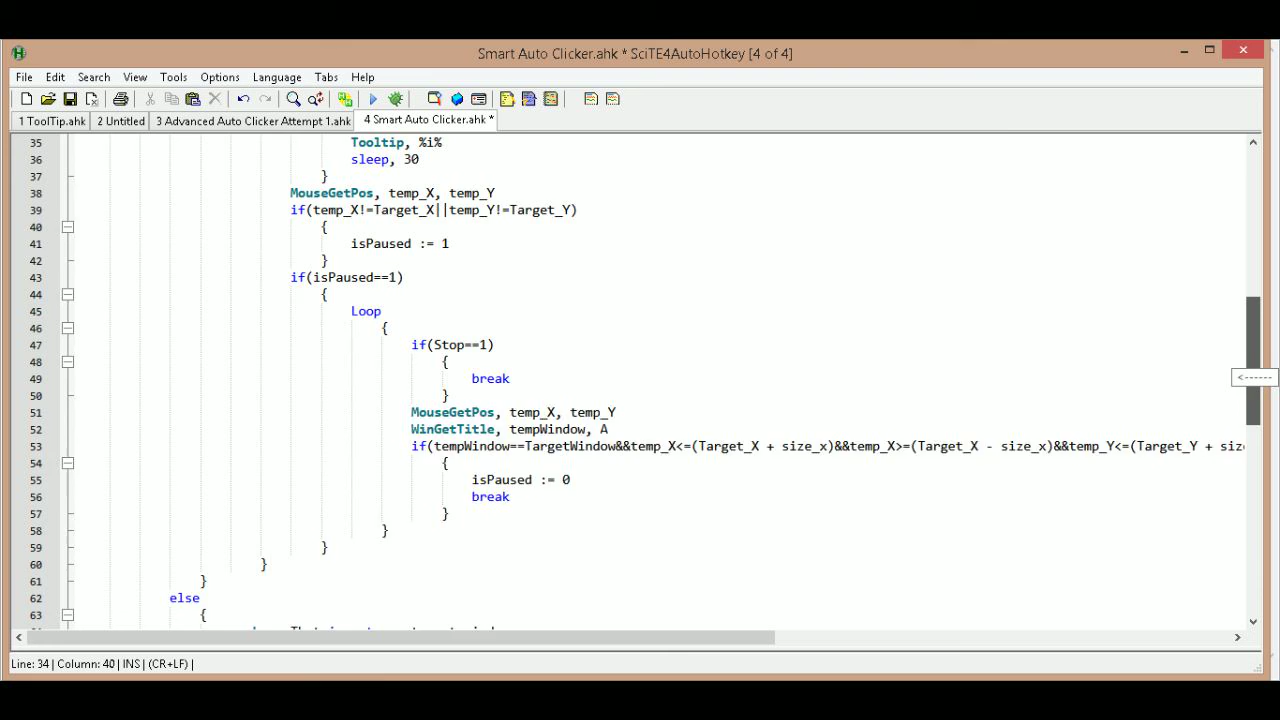 Smart Auto Clicker.ahk * SciTE4AutoHotkey [4 of 4]
File Edit Search View Tools Options Language Tabs Help
1 ToolTip.ahk 2 Untitled 3 Advanced Auto Clicker Attempt 1.ahk 4 Smart Auto Clicker.ahk *
35 Tooltip, %i%
36 sleep, 30
37 }
38 MouseGetPos, temp_X, temp_Y
39 if(temp_X!=Target_X||temp_Y!=Target_Y)
40 {
41 isPaused := 1
42 }
43 if(isPaused==1)
44 {
45 Loop
46 {
47 if(Stop==1)
48 {
49 break
50 }
51 MouseGetPos, temp_X, temp_Y
52 WinGetTitle, tempWindow, A
53 if(tempWindow==TargetWindow&&temp_X<=(Target_X + size_x)&&temp_X>=(Target_X - size_x)&&temp_Y<=(Target_Y + siz
54 {
55 isPaused := 0
56 break
57 }
58 }
59 }
60 }
61 }
62 else
63 {
<------
Line: 34 | Column: 40 | INS | (CR+LF) |